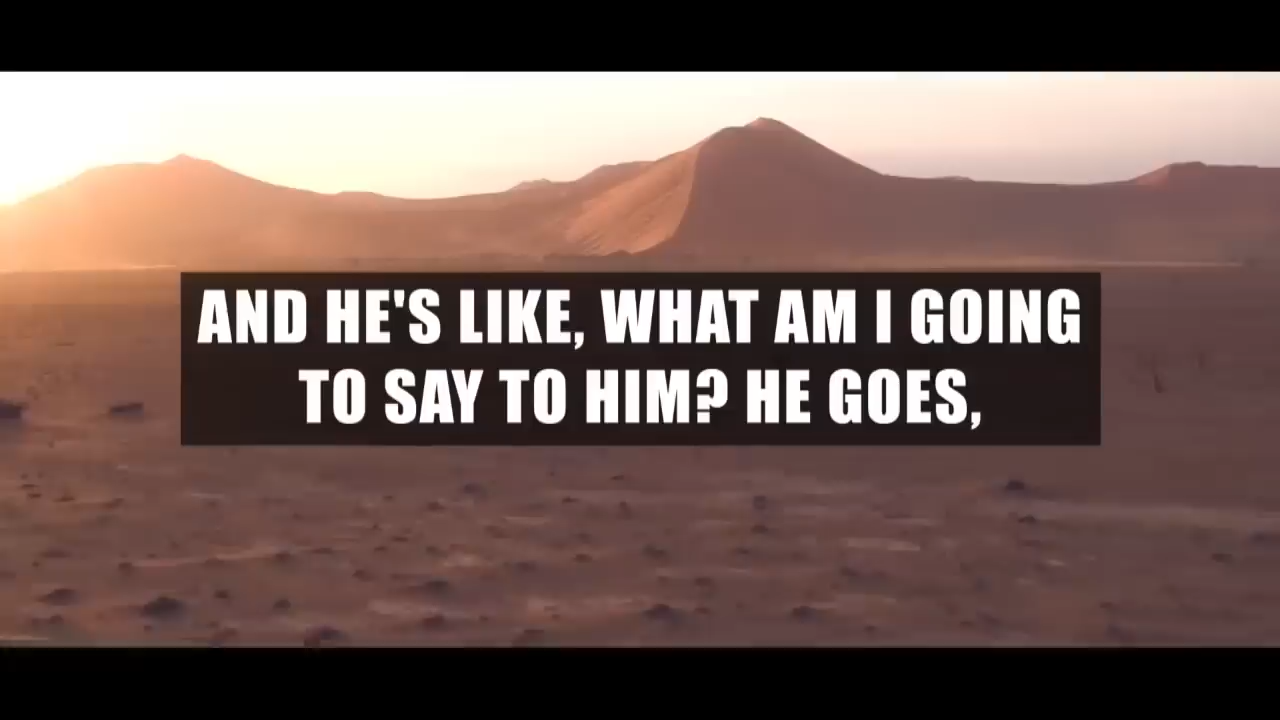 AND HE'S LIKE, WHAT AM I GOING
TO SAY TO HIM? HE GOES,